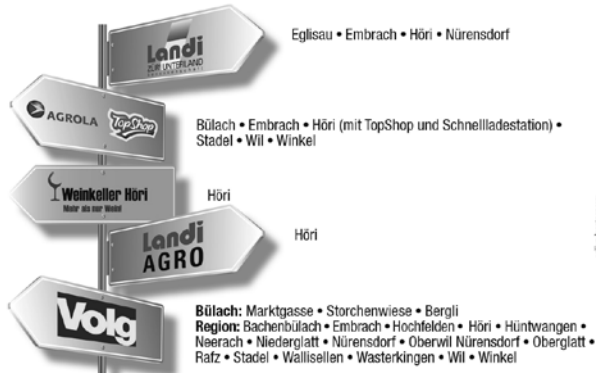 Landi
ZÜRI UNTERLAND
Eglisau • Embrach • Höri • Nürensdorf
AGROLA TopShop
Bülach • Embrach • Höri (mit TopShop und Schnellladestation) •
Stadel • Wil • Winkel
Weinkeller Höri
Mehr als nur Wein!
Höri
Landi
AGRO
Höri
Volg
Bülach: Marktgasse • Storchenwiese • Bergli
Region: Bachenbülach • Embrach • Hochfelden • Höri • Hüntwangen •
Neerach • Niederglatt • Nürensdorf • Oberwil Nürensdorf • Oberglatt •
Rafz • Stadel • Wallisellen • Wasterkingen • Wil • Winkel